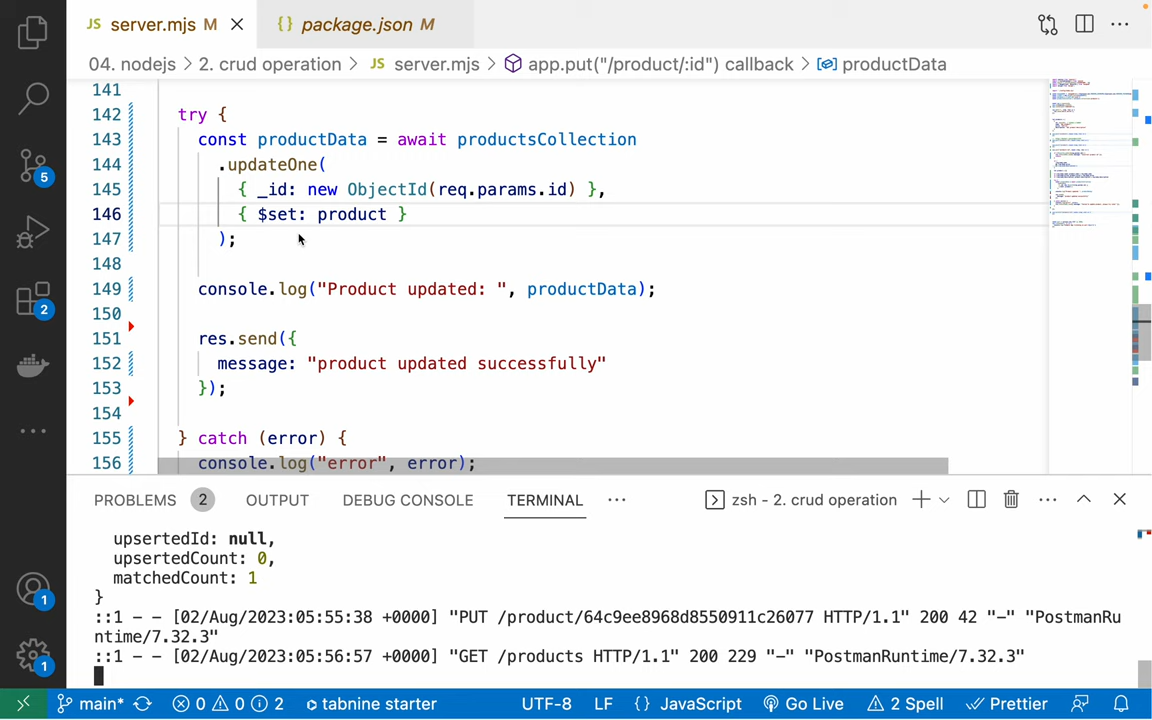 JS server.mjs M
{} package.json M
04. nodejs > 2. crud operation > JS server.mjs > app.put("/product/:id") callback > productData
141
142 try {
143 const productData = await productsCollection
144 .updateOne(
145 { _id: new ObjectId(req.params.id) },
146 { $set: product }
147 );
148
149 console.log("Product updated: ", productData);
150
151 res.send({
152 message: "product updated successfully"
153 });
154
155 } catch (error) {
156 console.log("error", error);
5
2
1
1
PROBLEMS 2 OUTPUT DEBUG CONSOLE TERMINAL ··· zsh - 2. crud operation
upsertedId: null,
upsertedCount: 0,
matchedCount: 1
}
::1 - - [02/Aug/2023:05:55:38 +0000] "PUT /product/64c9ee8968d8550911c26077 HTTP/1.1" 200 42 "-" "PostmanRu
ntime/7.32.3"
::1 - - [02/Aug/2023:05:56:57 +0000] "GET /products HTTP/1.1" 200 229 "-" "PostmanRuntime/7.32.3"
main* 0 0 2 tabnine starter UTF-8 LF {} JavaScript Go Live 2 Spell Prettier